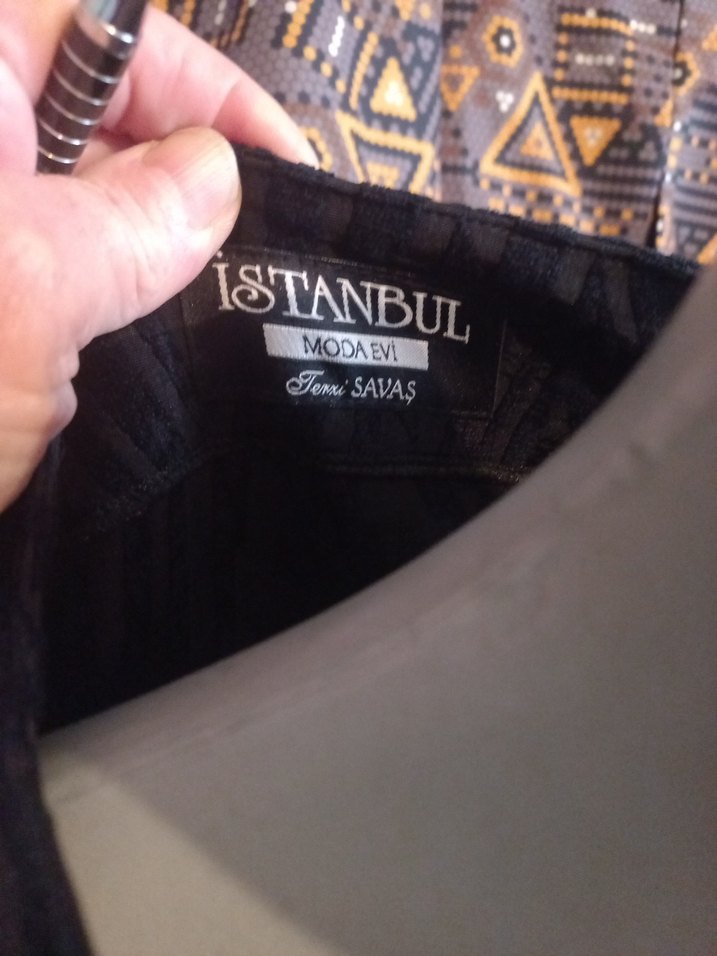 İSTANBUL
MODA EVİ
Terzi SAVAŞ